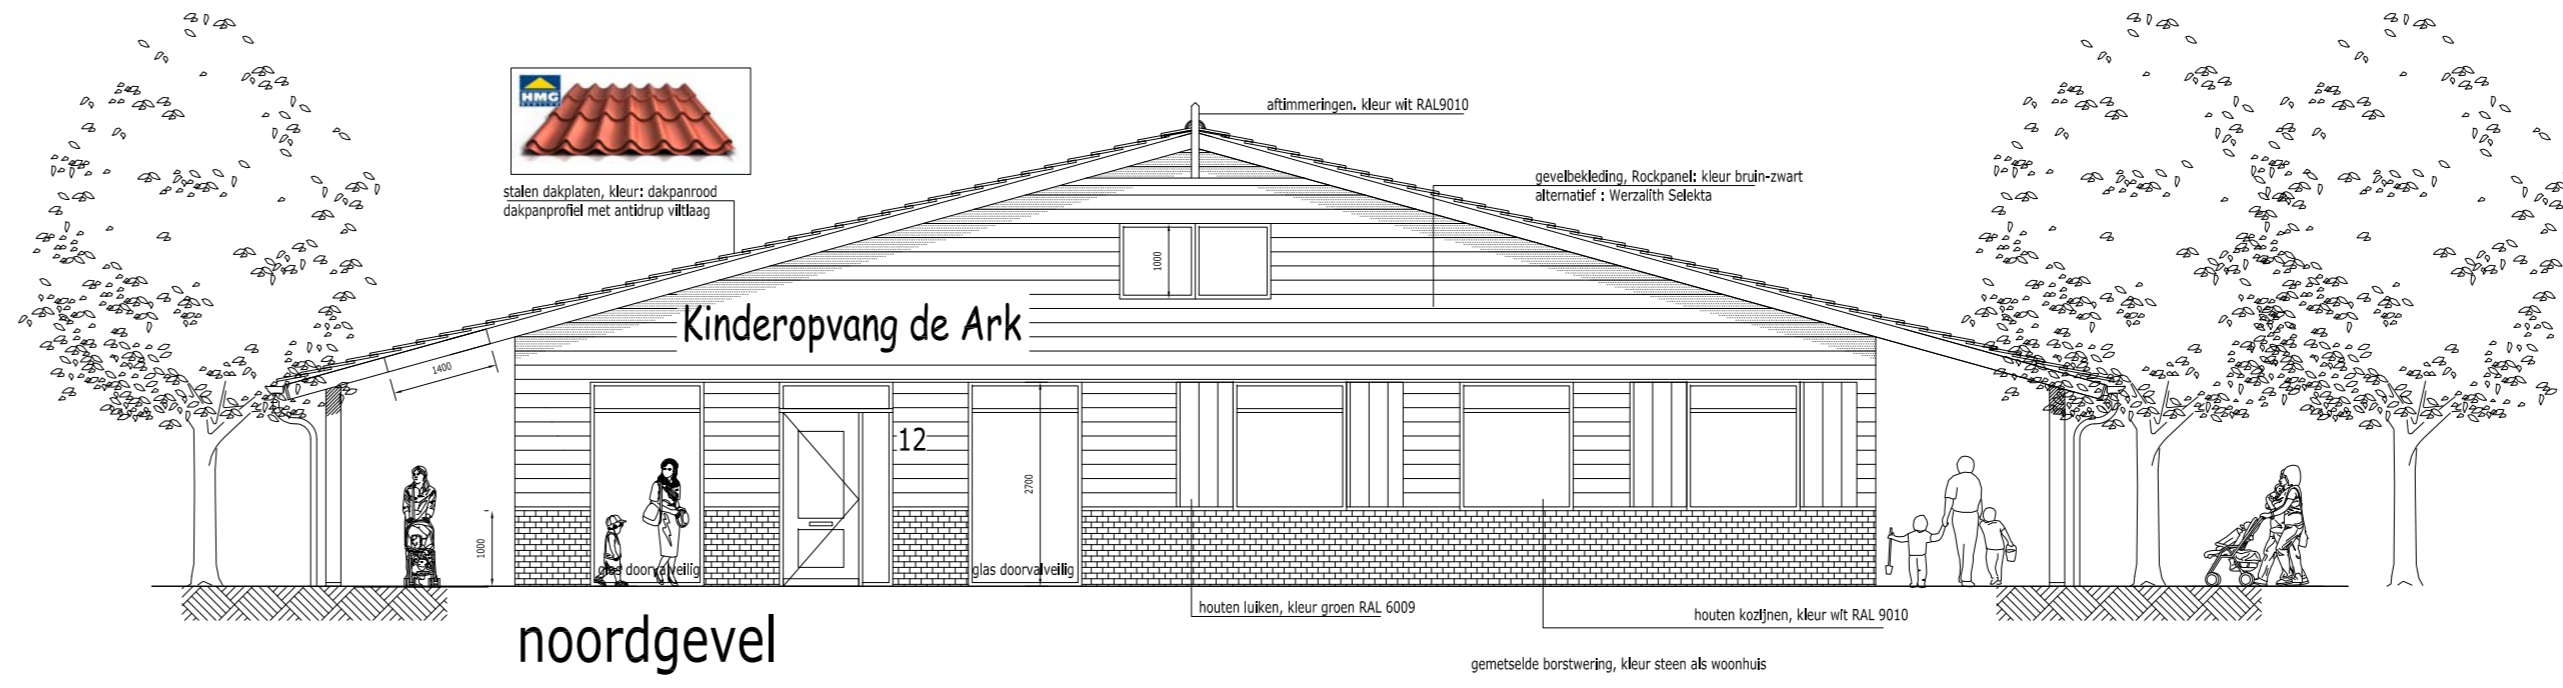 HMG
aftimmeringen. kleur wit RAL9010
stalen dakplaten, kleur: dakpanrood
dakpanprofiel met antidrup viltlaag
gevelbekleding, Rockpanel: kleur bruin-zwart
alternatief : Werzalith Selekta
1000
Kinderopvang de Ark
1400
12
2700
1000
glas doorvalveilig
glas doorvalveilig
houten luiken, kleur groen RAL 6009
houten kozijnen, kleur wit RAL 9010
noordgevel
gemetselde borstwering, kleur steen als woonhuis